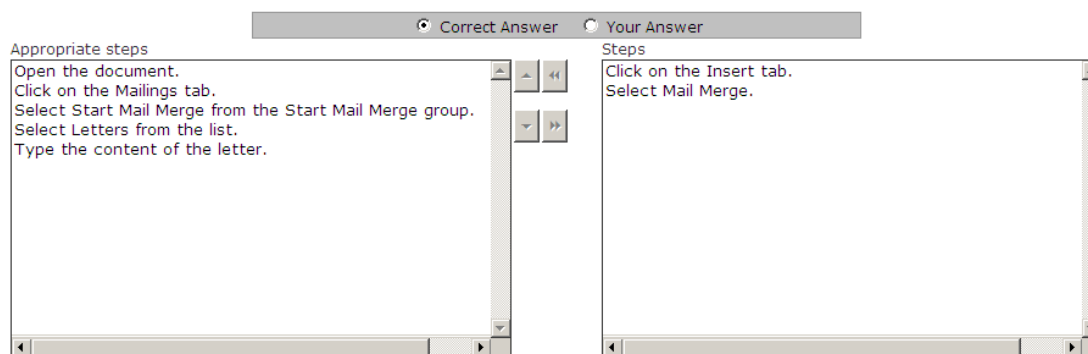 Correct Answer Your Answer
Appropriate steps
Open the document.
Click on the Mailings tab.
Select Start Mail Merge from the Start Mail Merge group.
Select Letters from the list.
Type the content of the letter.
Steps
Click on the Insert tab.
Select Mail Merge.